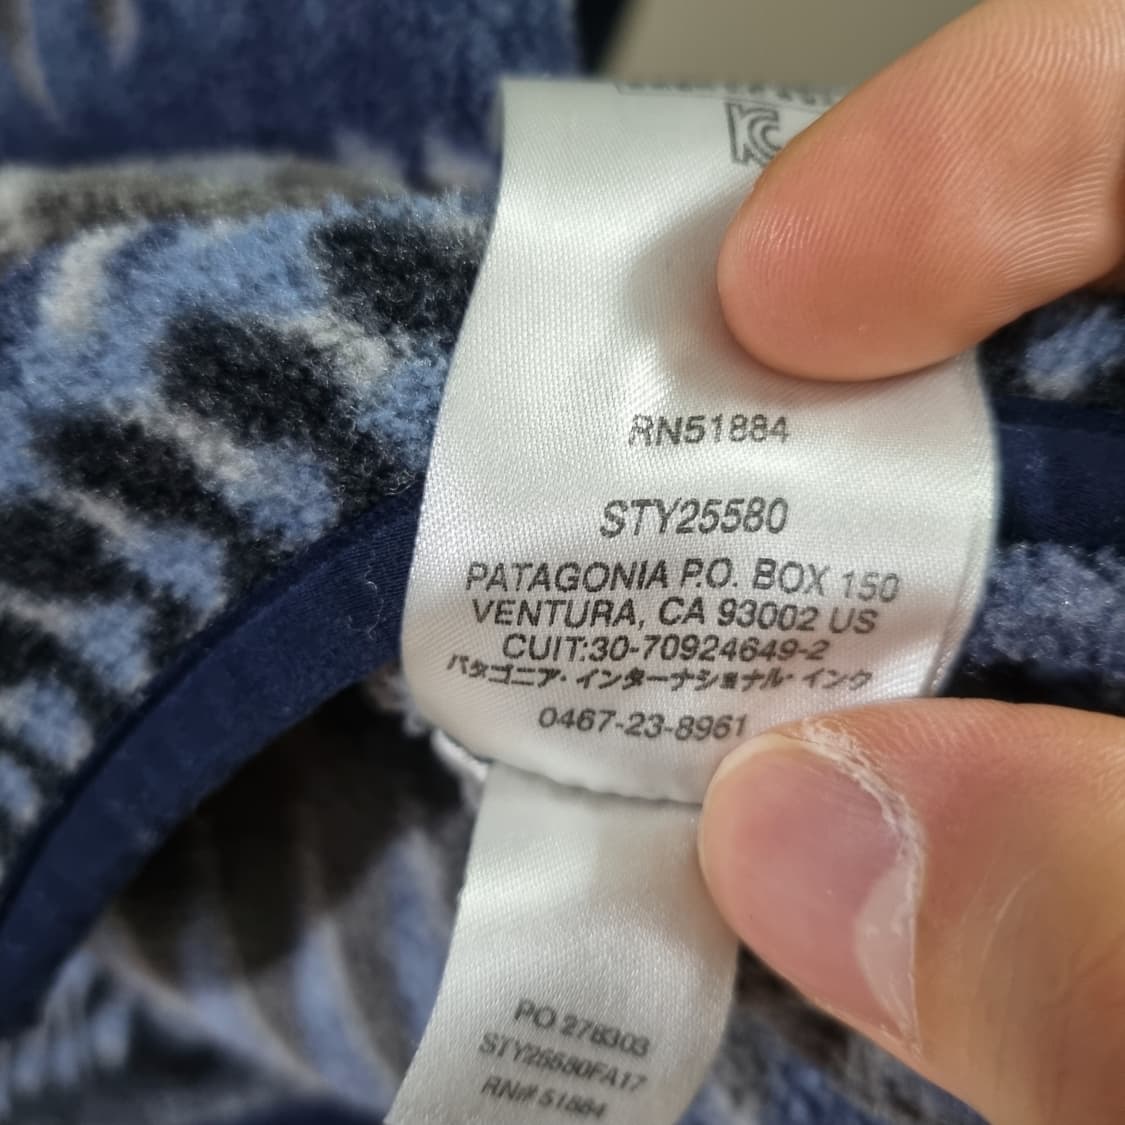 RN51884
STY25580
PATAGONIA P.O. BOX 150
VENTURA, CA 93002 US
CUIT:30-70924649-2
パタゴニア・インターナショナル・インク
0467-23-8961
PO 278303
STY25580FA17
RN# 51884